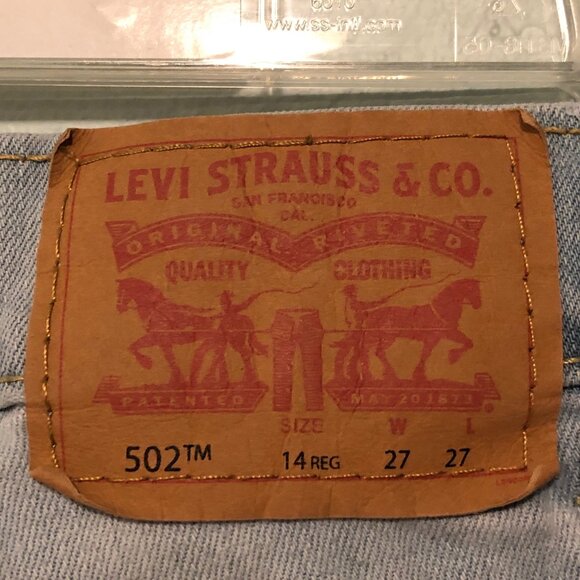 www.ss-intl.com
LEVI STRAUSS & CO.
SAN FRANCISCO
CAL.
ORIGINAL RIVETED
QUALITY CLOTHING
PATENTED MAY 20 1873
SIZE W L
502™ 14 REG 27 27